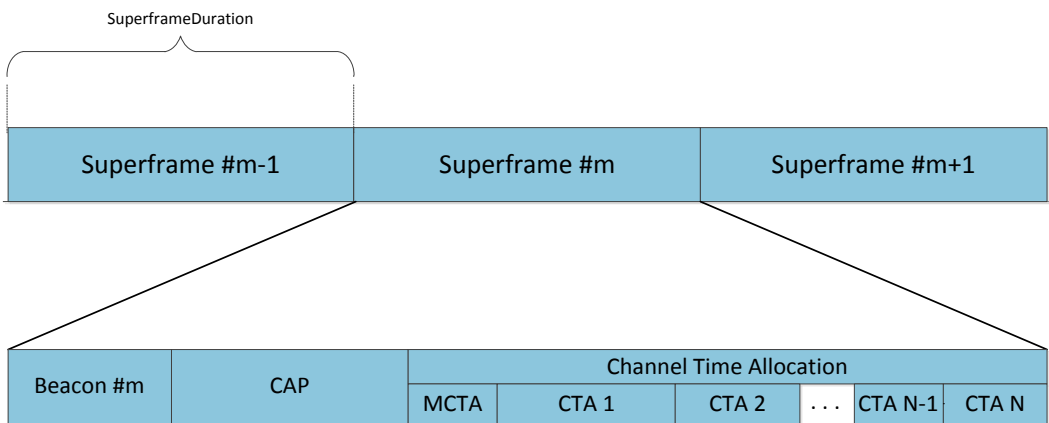 SuperframeDuration
Superframe #m-1 Superframe #m Superframe #m+1
Beacon #m CAP Channel Time Allocation
MCTA CTA 1 CTA 2 . . . CTA N-1 CTA N